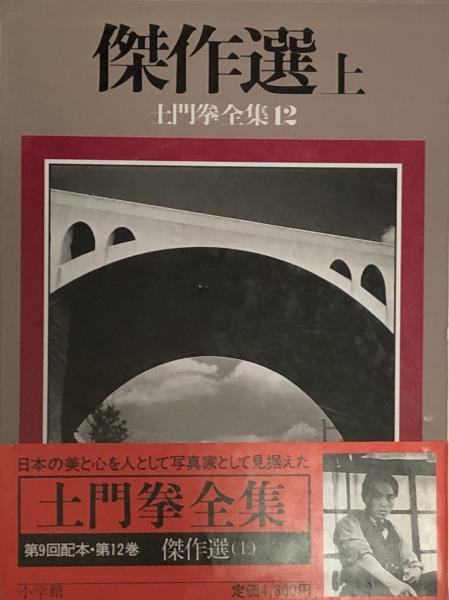 傑作選上
土門拳全集12
日本の美と心を人として写真家として見据えた
土門拳全集
第9回配本・第12巻 傑作選(上)
小学館 定価4,800円